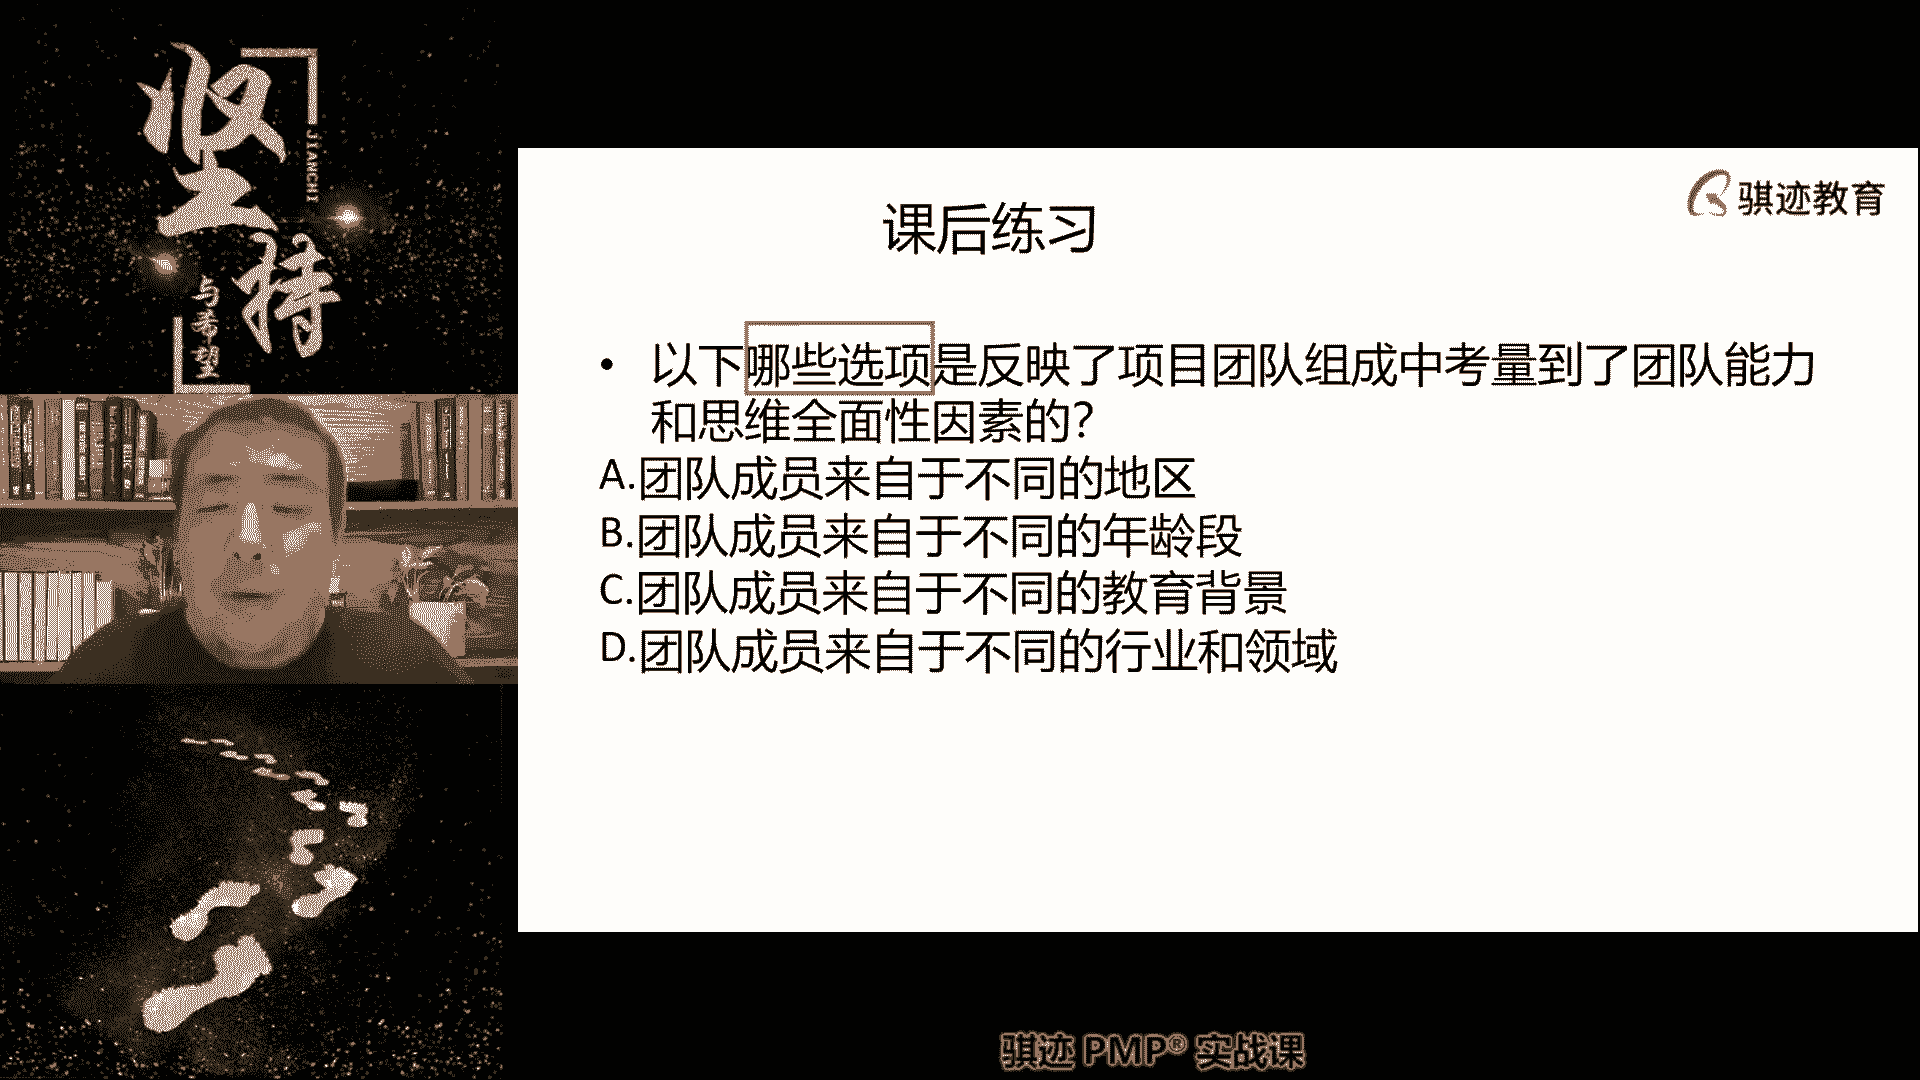 坚持
JIANCHI
与希望
骐迹教育
课后练习
• 以下哪些选项是反映了项目团队组成中考量到了团队能力
和思维全面性因素的？
A.团队成员来自于不同的地区
B.团队成员来自于不同的年龄段
C.团队成员来自于不同的教育背景
D.团队成员来自于不同的行业和领域
骐迹 PMP® 实战课